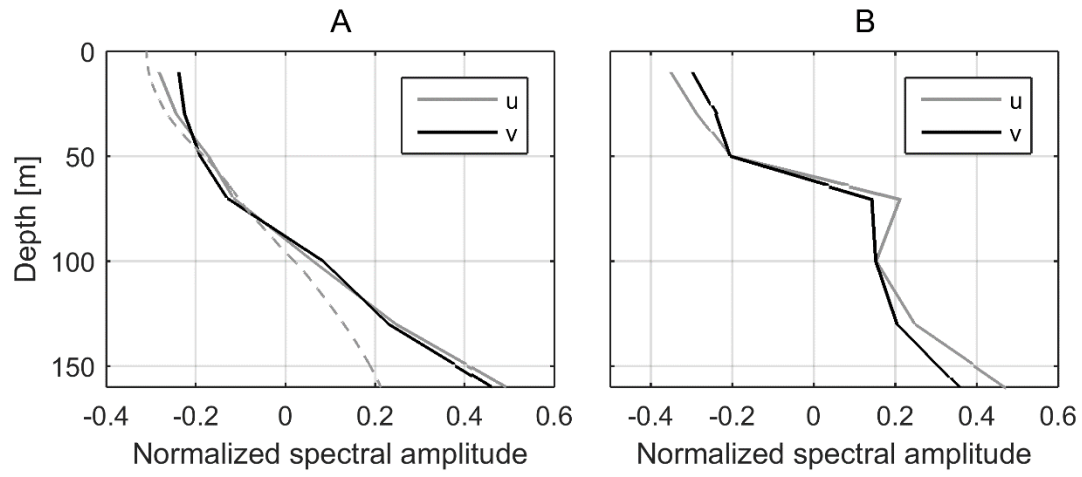 A
B
0
50
100
150
Depth [m]
u
v
u
v
-0.4 -0.2 0 0.2 0.4 0.6
-0.4 -0.2 0 0.2 0.4 0.6
Normalized spectral amplitude
Normalized spectral amplitude